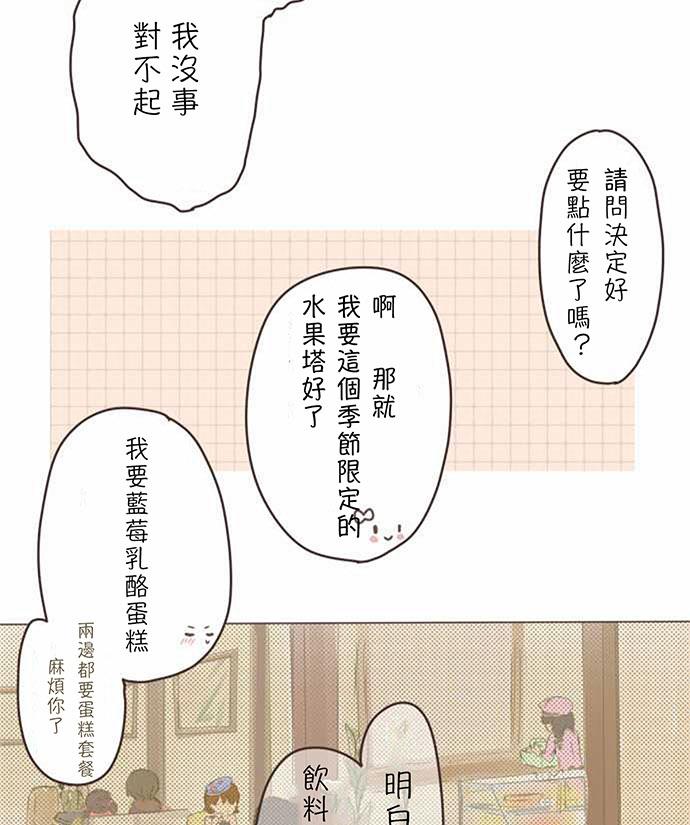 我沒事
對不起
請問決定好
要點什麼了嗎？
啊 那就
我要這個季節限定的
水果塔好了
我要藍莓乳酪蛋糕
兩邊都要蛋糕套餐
麻煩你了
明白
飲料